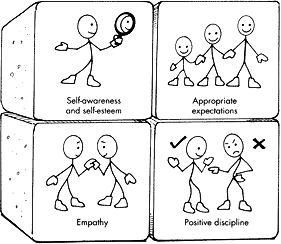 Self-awareness
and self-esteem
Appropriate
expectations
Empathy
Positive discipline